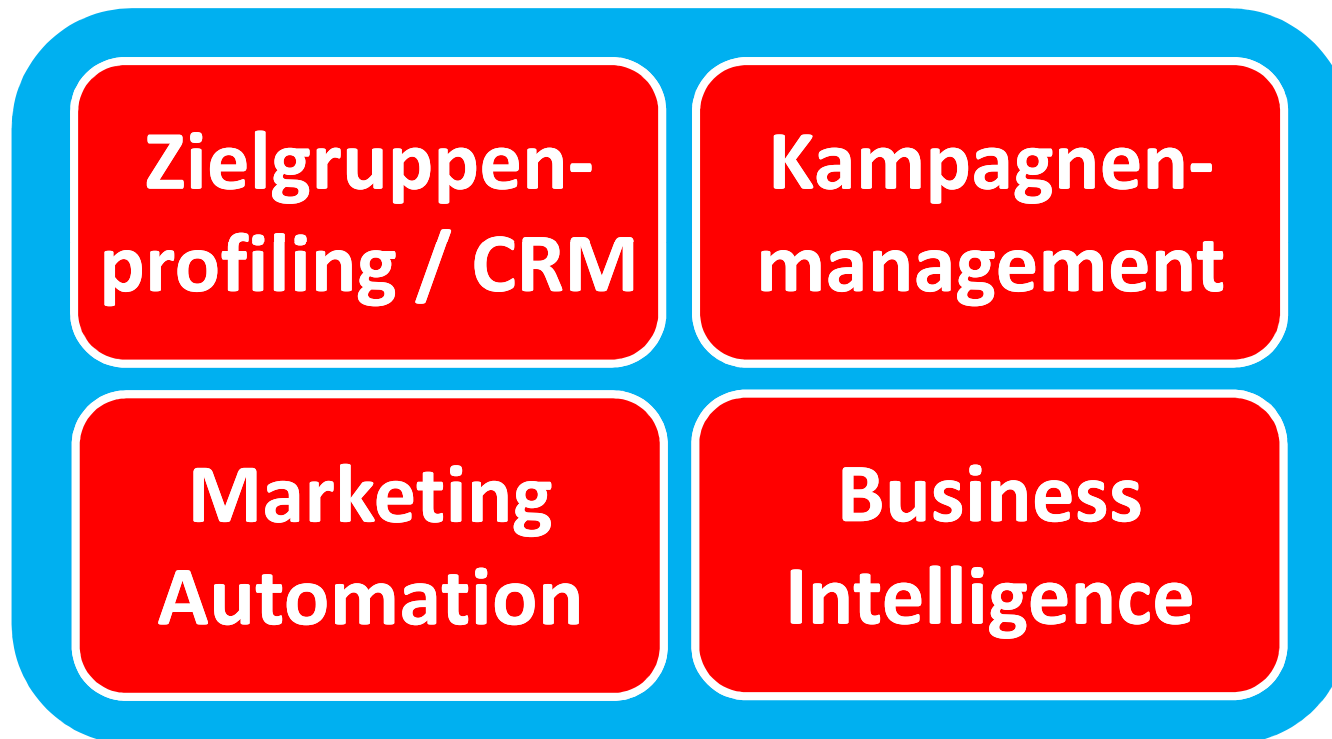 Zielgruppen-
profiling / CRM
Kampagnen-
management
Marketing
Automation
Business
Intelligence